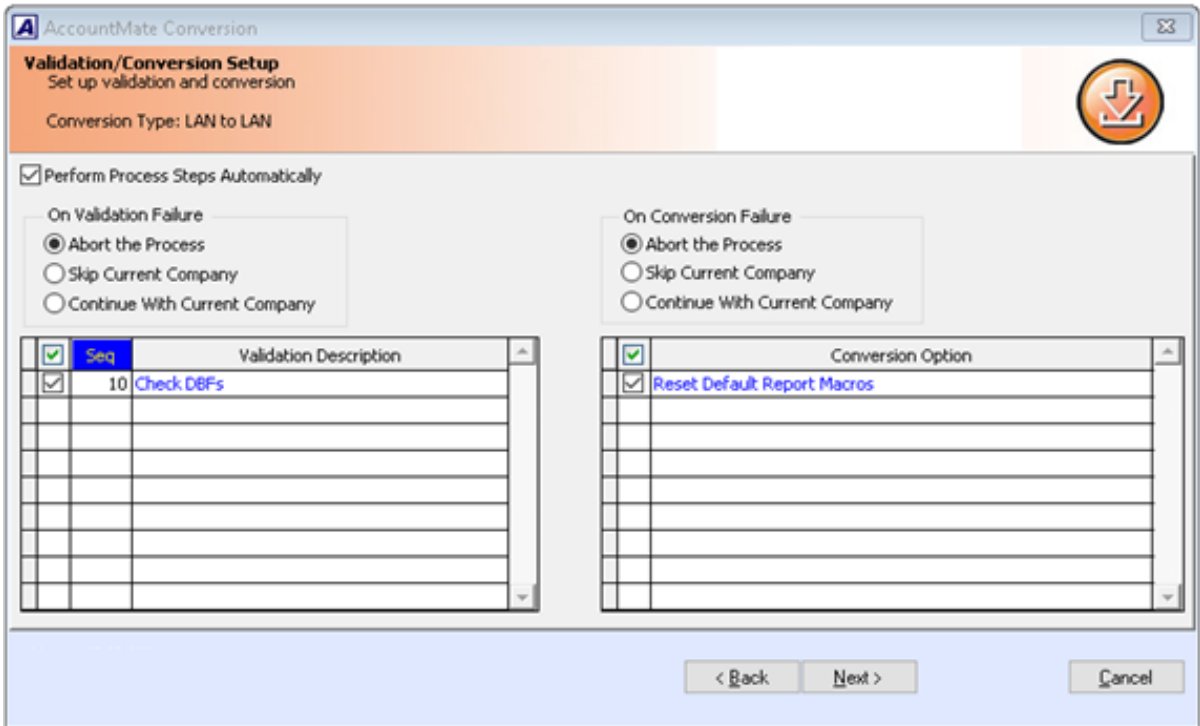 AccountMate Conversion
Validation/Conversion Setup
Set up validation and conversion
Conversion Type: LAN to LAN
Perform Process Steps Automatically
On Validation Failure
Abort the Process
Skip Current Company
Continue With Current Company
On Conversion Failure
Abort the Process
Skip Current Company
Continue With Current Company
Seq Validation Description
10 Check DBFs
Conversion Option
Reset Default Report Macros
< Back Next > Cancel